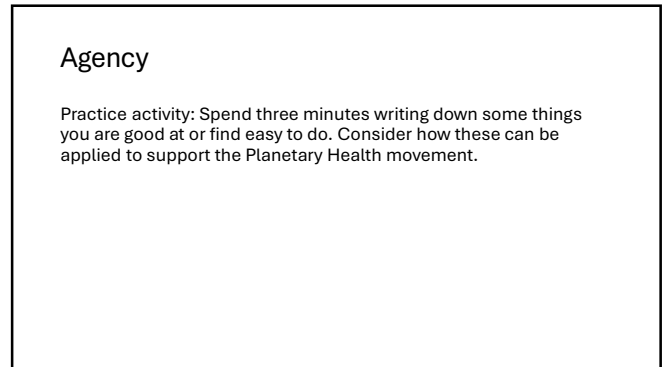 Agency
Practice activity: Spend three minutes writing down some things
you are good at or find easy to do. Consider how these can be
applied to support the Planetary Health movement.